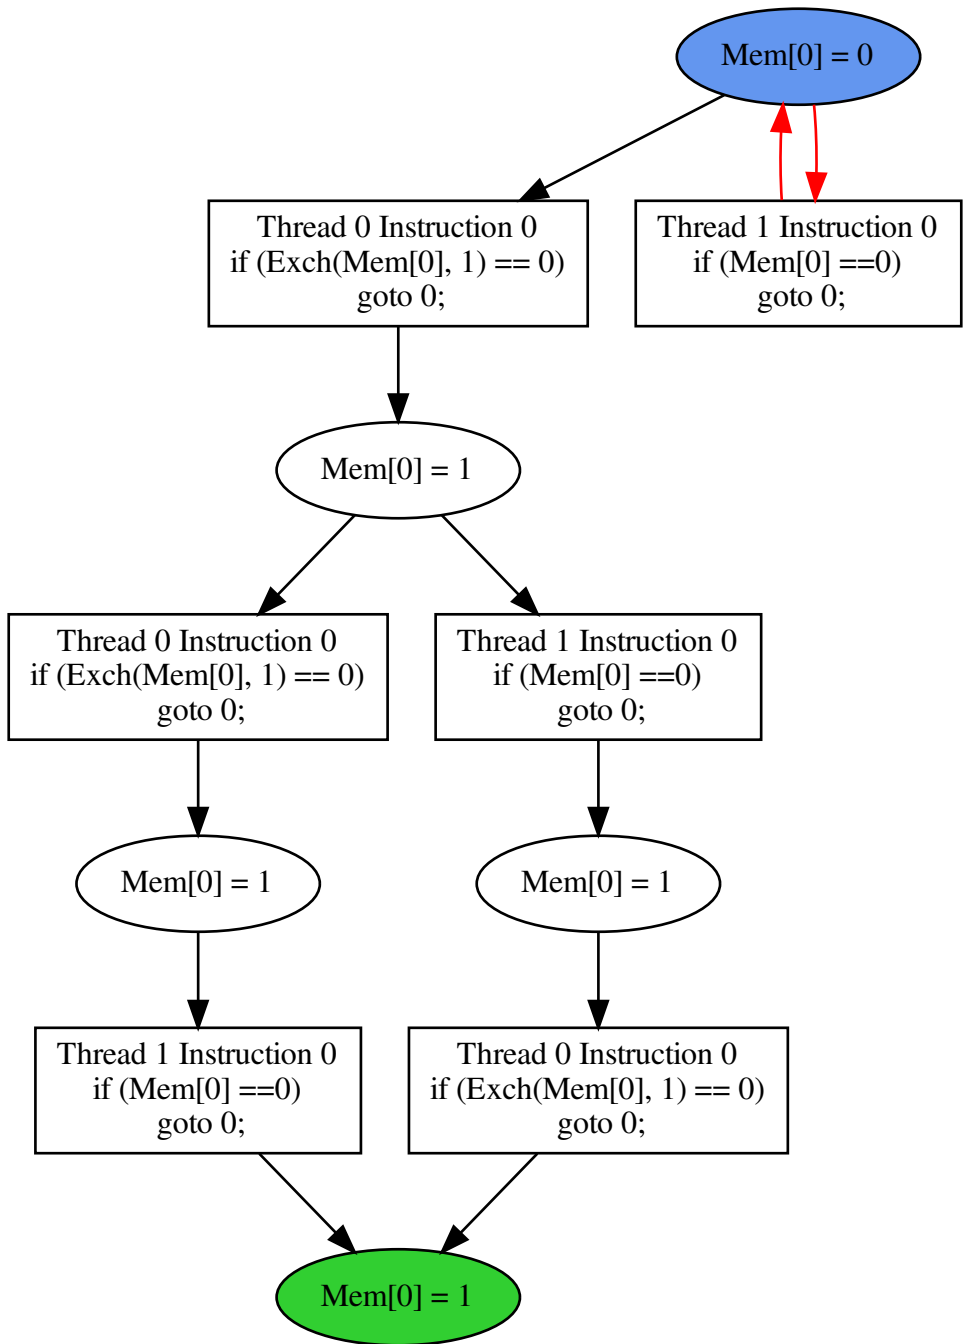 Mem[0] = 0
Thread 0 Instruction 0
if (Exch(Mem[0], 1) == 0)
goto 0;
Thread 1 Instruction 0
if (Mem[0] ==0)
goto 0;
Mem[0] = 1
Thread 0 Instruction 0
if (Exch(Mem[0], 1) == 0)
goto 0;
Thread 1 Instruction 0
if (Mem[0] ==0)
goto 0;
Mem[0] = 1
Mem[0] = 1
Thread 1 Instruction 0
if (Mem[0] ==0)
goto 0;
Thread 0 Instruction 0
if (Exch(Mem[0], 1) == 0)
goto 0;
Mem[0] = 1